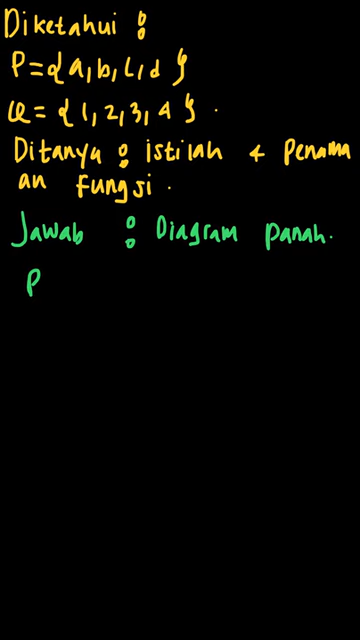 Diketahui :
P = { a, b, c, d }
Q = { 1, 2, 3, 4 } .
Ditanya : istilah & Penama
an fungsi .
Jawab : Diagram Panah .
P